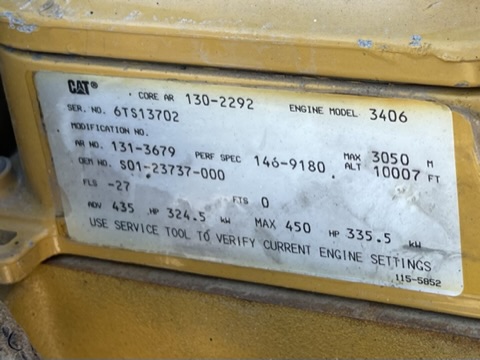 CAT®
CORE AR 130-2292 ENGINE MODEL 3406
SER. NO. 6TS13702
MODIFICATION NO.
AR NO. 131-3679 PERF SPEC 146-9180 MAX ALT 3050 M 10007 FT
OEM NO. S01-23737-000
FLS -27 FTS 0
ADV 435 HP 324.5 kW MAX 450 HP 335.5 kW
USE SERVICE TOOL TO VERIFY CURRENT ENGINE SETTINGS
115-5852